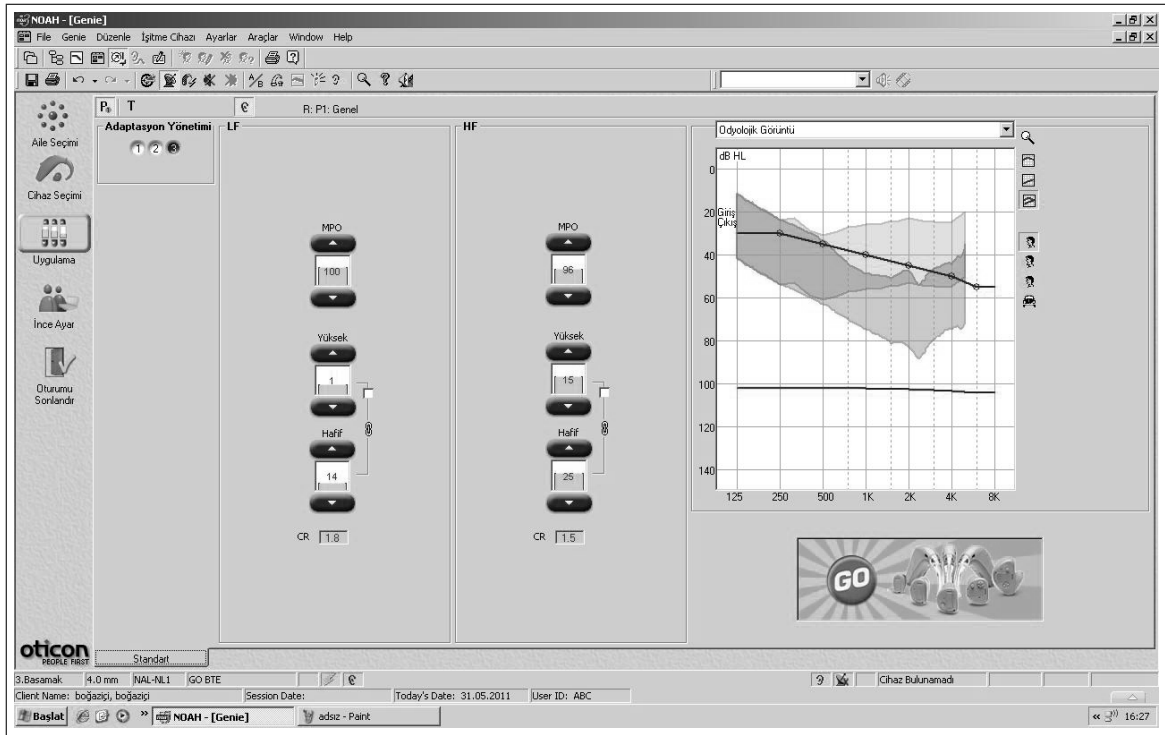 NOAH - [Genie]
File Genie Düzenle İşitme Cihazı Ayarlar Araçlar Window Help
P T R: P1: Genel
Aile Seçimi
Cihaz Seçimi
Uygulama
İnce Ayar
Oturumu
Sonlandır
oticon
PEOPLE FIRST
Adaptasyon Yönetimi
1 2 3
LF
MPO
100
Yüksek
1
Hafif
14
CR 1.8
HF
MPO
96
Yüksek
15
Hafif
25
CR 1.5
Odyolojik Görüntü
dB HL
0
20
Giriş
Çıkış
40
60
80
100
120
140
125 250 500 1K 2K 4K 8K
GO
Standart
3.Basamak 4.0 mm NAL-NL1 GO BTE Cihaz Bulunamadı
Client Name: boğaziçi, boğaziçi Session Date: Today's Date: 31.05.2011 User ID: ABC
Başlat » NOAH - [Genie] adsız - Paint « 16:27